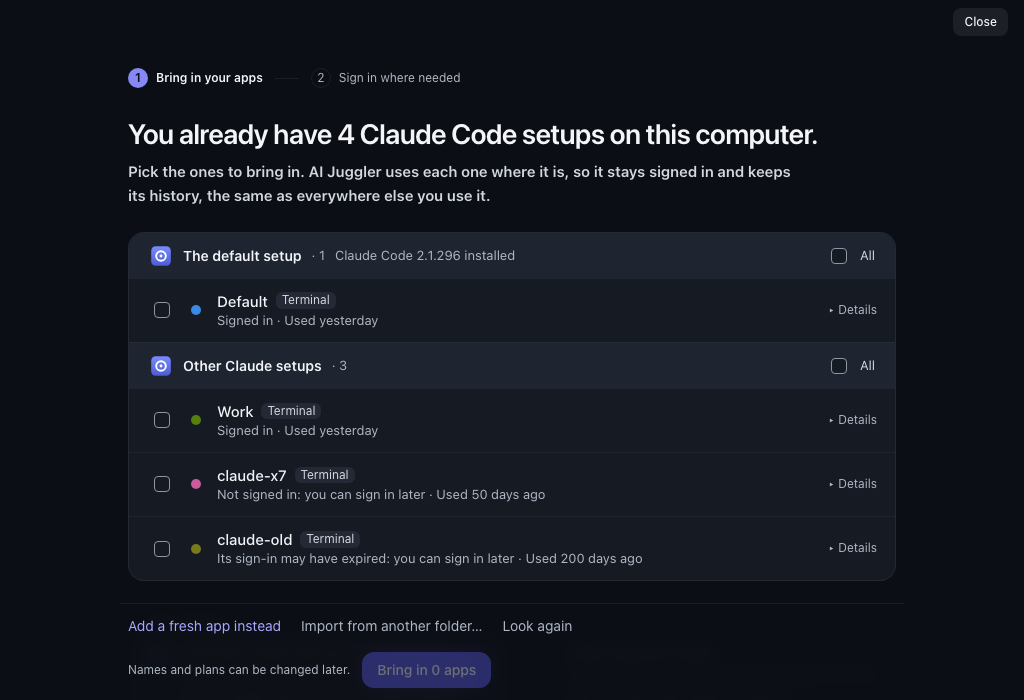 Close
1 Bring in your apps 2 Sign in where needed
You already have 4 Claude Code setups on this computer.
Pick the ones to bring in. AI Juggler uses each one where it is, so it stays signed in and keeps
its history, the same as everywhere else you use it.
The default setup · 1 Claude Code 2.1.296 installed All
Default Terminal
Signed in · Used yesterday
Details
Other Claude setups · 3 All
Work Terminal
Signed in · Used yesterday
Details
claude-x7 Terminal
Not signed in: you can sign in later · Used 50 days ago
Details
claude-old Terminal
Its sign-in may have expired: you can sign in later · Used 200 days ago
Details
Add a fresh app instead Import from another folder... Look again
Names and plans can be changed later. Bring in 0 apps